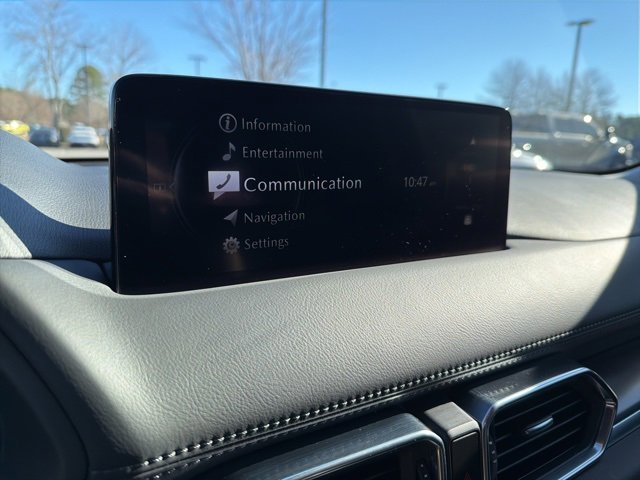 Information
Entertainment
Communication
10:47
Navigation
Settings